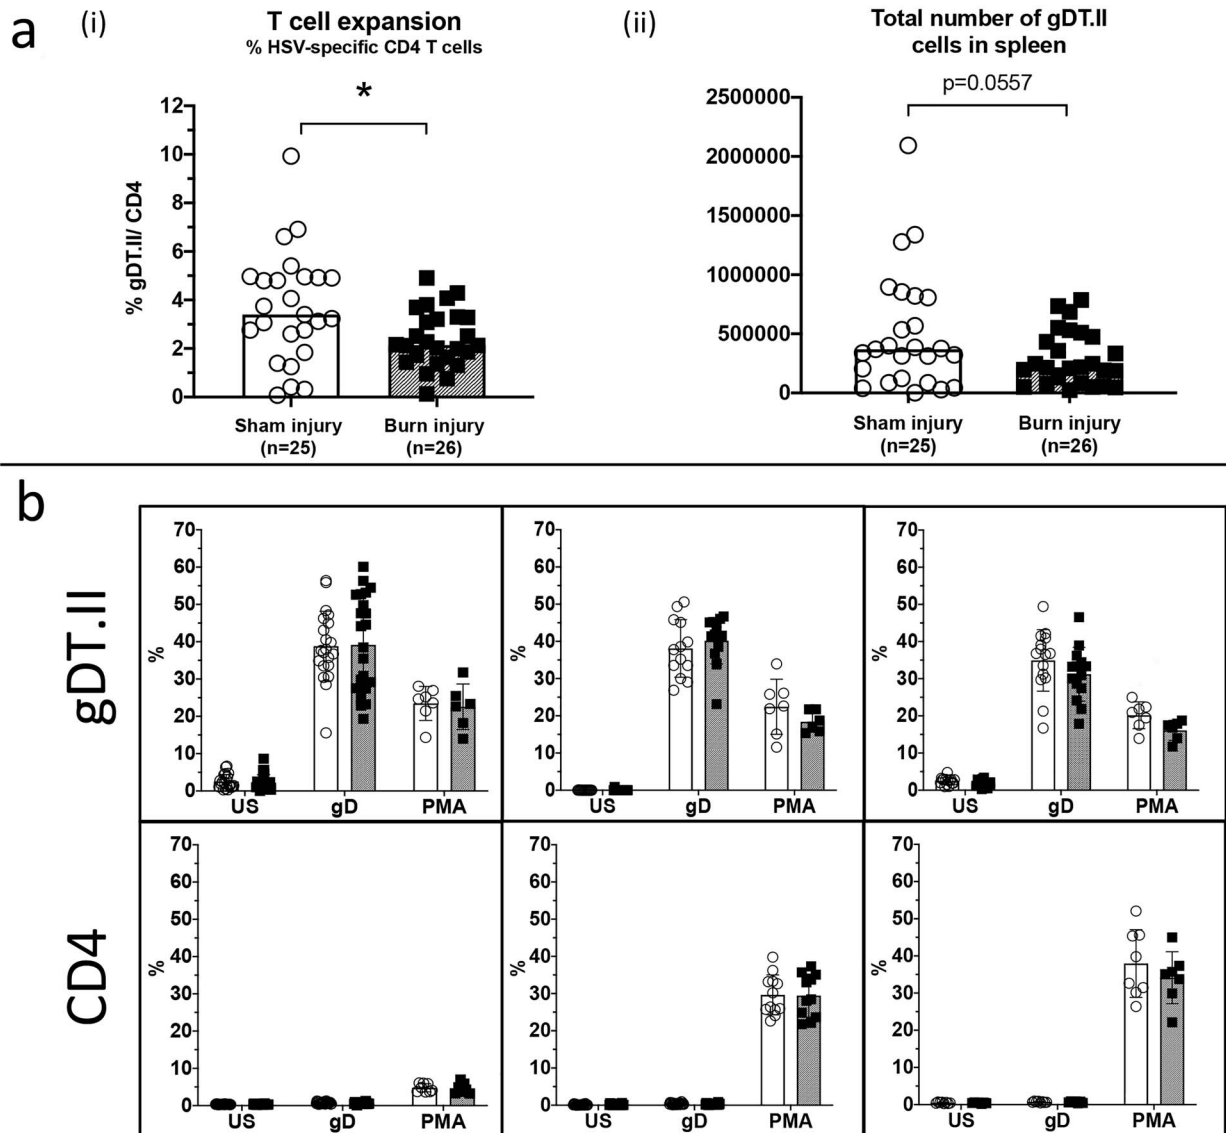 a
(i)
T cell expansion
% HSV-specific CD4 T cells
*
12
10
8
6
4
2
0
% gDT.II/ CD4
Sham injury
(n=25)
Burn injury
(n=26)
(ii)
Total number of gDT.II
cells in spleen
p=0.0557
2500000
2000000
1500000
1000000
500000
0
Sham injury
(n=25)
Burn injury
(n=26)
b
gDT.II
70
60
50
40
30
20
10
0
%
US gD PMA
70
60
50
40
30
20
10
0
%
US gD PMA
70
60
50
40
30
20
10
0
%
US gD PMA
CD4
70
60
50
40
30
20
10
0
%
US gD PMA
70
60
50
40
30
20
10
0
%
US gD PMA
70
60
50
40
30
20
10
0
%
US gD PMA